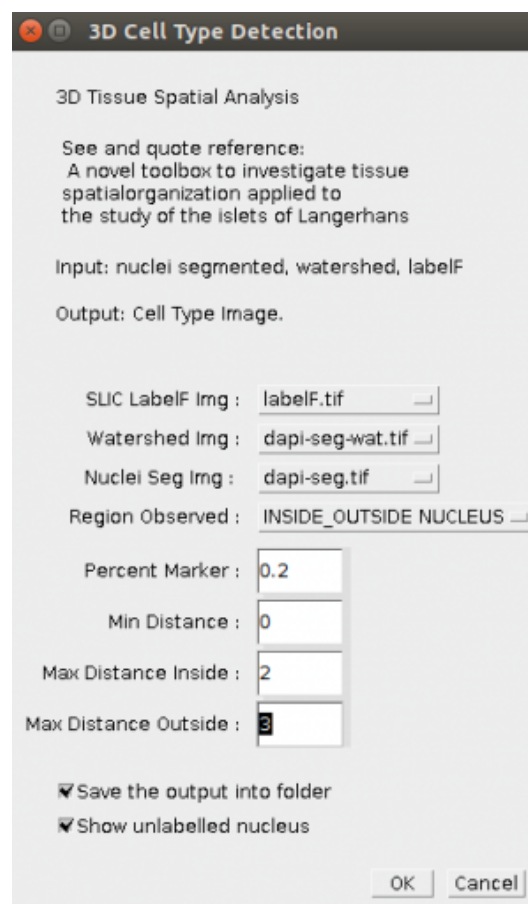 3D Cell Type Detection
3D Tissue Spatial Analysis
See and quote reference:
A novel toolbox to investigate tissue
spatialorganization applied to
the study of the islets of Langerhans
Input: nuclei segmented, watershed, labelF
Output: Cell Type Image.
SLIC LabelF Img : labelF.tif
Watershed Img : dapi-seg-wat.tif
Nuclei Seg Img : dapi-seg.tif
Region Observed : INSIDE_OUTSIDE NUCLEUS
Percent Marker : 0.2
Min Distance : 0
Max Distance Inside : 2
Max Distance Outside : 3
Save the output into folder
Show unlabelled nucleus
OK Cancel